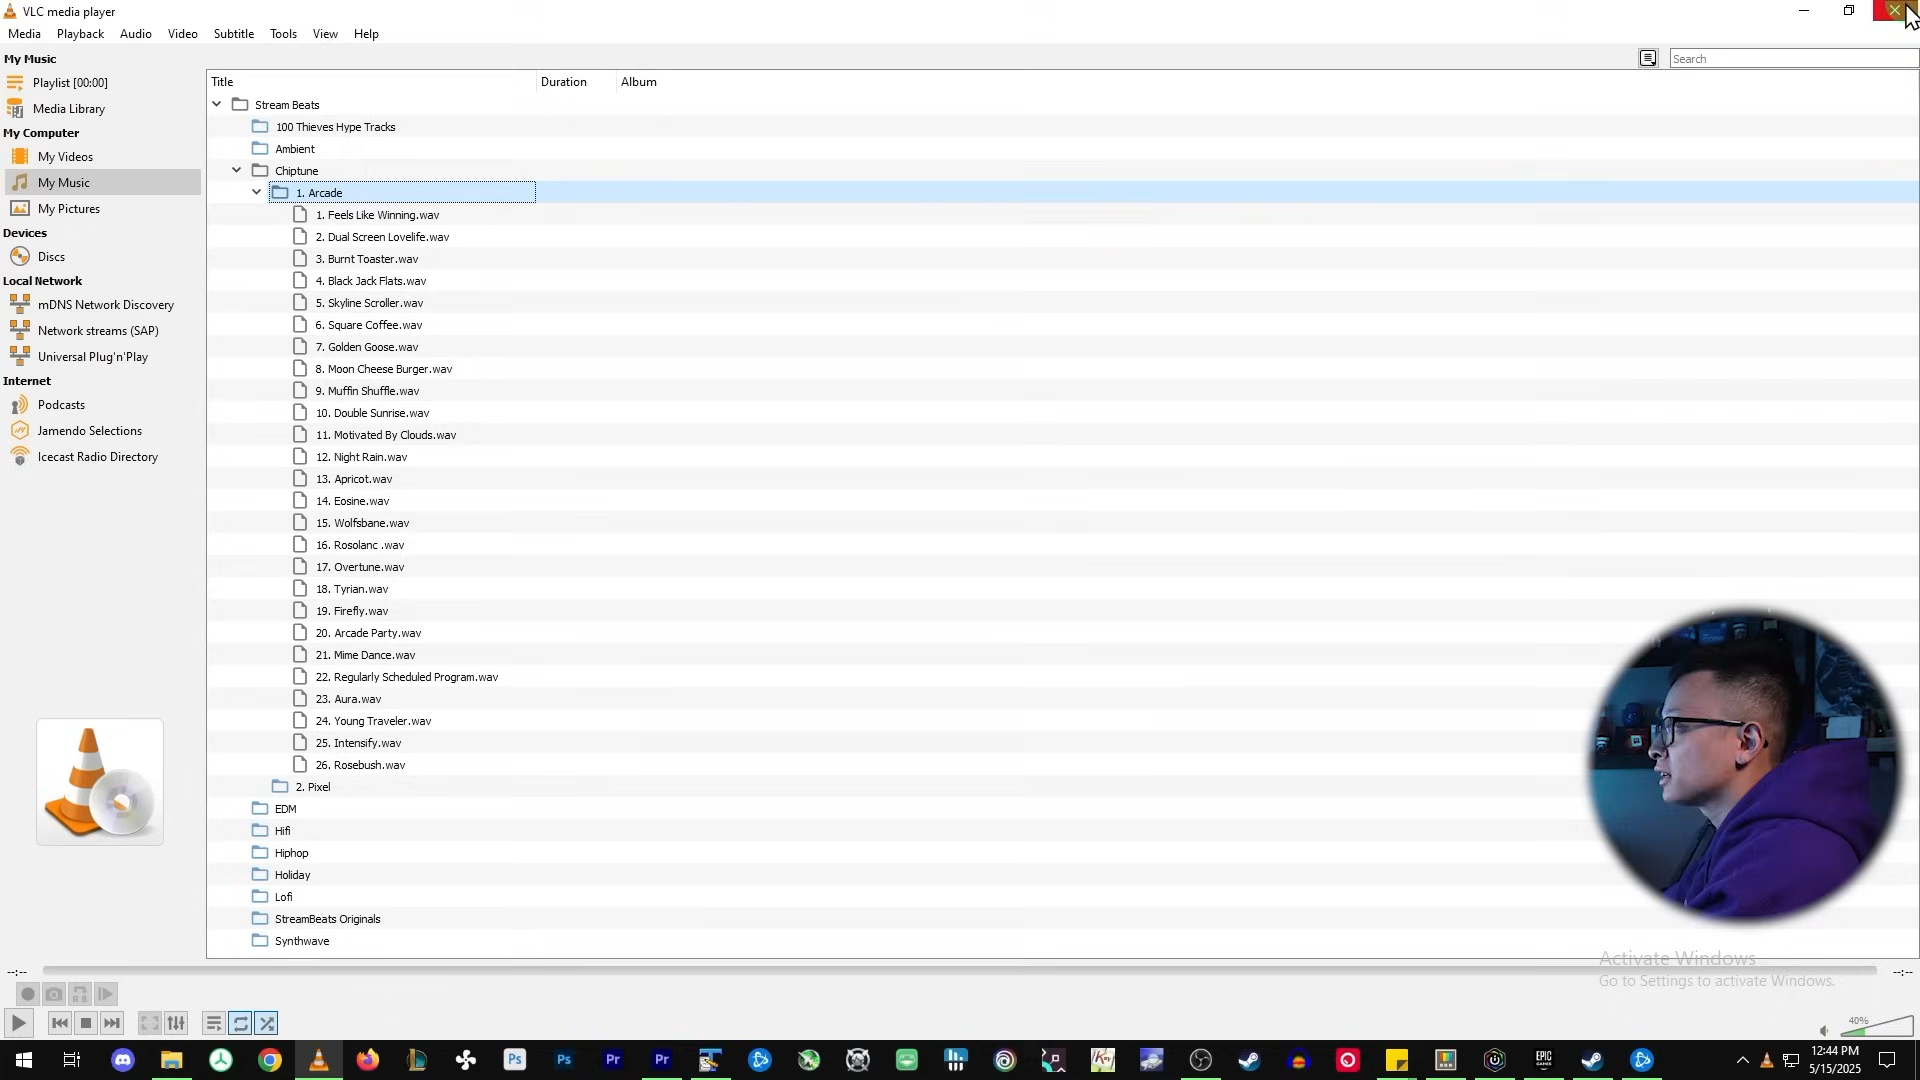 VLC media player
Media Playback Audio Video Subtitle Tools View Help
My Music
Playlist [00:00]
Media Library
My Computer
My Videos
My Music
My Pictures
Devices
Discs
Local Network
mDNS Network Discovery
Network streams (SAP)
Universal Plug'n'Play
Internet
Podcasts
Jamendo Selections
Icecast Radio Directory
Search
Title Duration Album
Stream Beats
100 Thieves Hype Tracks
Ambient
Chiptune
1. Arcade
1. Feels Like Winning.wav
2. Dual Screen Lovelife.wav
3. Burnt Toaster.wav
4. Black Jack Flats.wav
5. Skyline Scroller.wav
6. Square Coffee.wav
7. Golden Goose.wav
8. Moon Cheese Burger.wav
9. Muffin Shuffle.wav
10. Double Sunrise.wav
11. Motivated By Clouds.wav
12. Night Rain.wav
13. Apricot.wav
14. Eosine.wav
15. Wolfsbane.wav
16. Rosolanc .wav
17. Overtune.wav
18. Tyrian.wav
19. Firefly.wav
20. Arcade Party.wav
21. Mime Dance.wav
22. Regularly Scheduled Program.wav
23. Aura.wav
24. Young Traveler.wav
25. Intensify.wav
26. Rosebush.wav
2. Pixel
EDM
Hifi
Hiphop
Holiday
Lofi
StreamBeats Originals
Synthwave
Activate Windows
Go to Settings to activate Windows.
--:-- --:--
40%
Ps Ps Pr Pr
EPIC GAMES
12:44 PM
5/15/2025